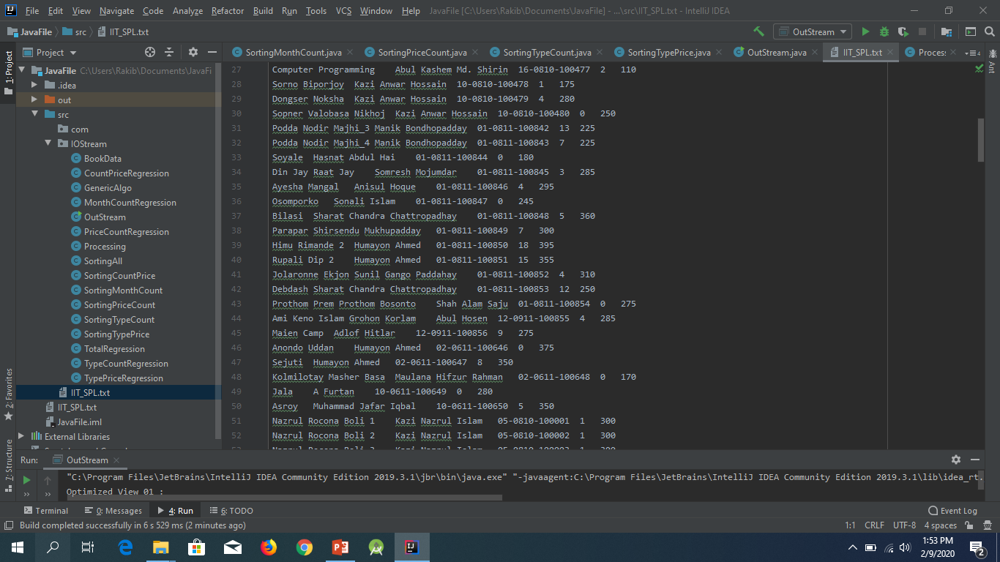 File Edit View Navigate Code Analyze Refactor Build Run Tools VCS Window Help JavaFile [C:\Users\Rakib\Documents\JavaFile] - ...\src\IIT_SPL.txt - IntelliJ IDEA
JavaFile src IIT_SPL.txt OutStream
1: Project
Project
SortingMonthCount.java SortingPriceCount.java SortingTypeCount.java SortingTypePrice.java OutStream.java IIT_SPL.txt Proces
Ant
JavaFile C:\Users\Rakib\Documents\JavaFi
.idea
out
src
com
IOStream
BookData
CountPriceRegression
GenericAlgo
MonthCountRegression
OutStream
PriceCountRegression
Processing
SortingAll
SortingCountPrice
SortingMonthCount
SortingPriceCount
SortingTypeCount
SortingTypePrice
TotalRegression
TypeCountRegression
TypePriceRegression
IIT_SPL.txt
IIT_SPL.txt
JavaFile.iml
External Libraries
27 Computer Programming Abul Kashem Md. Shirin 16-0810-100477 2 110
28 Sorno Biporjoy Kazi Anwar Hossain 10-0810-100478 1 175
29 Dongser Noksha Kazi Anwar Hossain 10-0810-100479 4 280
30 Sopner Valobasa Nikhoj Kazi Anwar Hossain 10-0810-100480 0 250
31 Podda Nodir Majhi_3 Manik Bondhopadday 01-0811-100842 13 225
32 Podda Nodir Majhi_4 Manik Bondhopadday 01-0811-100843 7 225
33 Soyale Hasnat Abdul Hai 01-0811-100844 0 180
34 Din Jay Raat Jay Somresh Mojumdar 01-0811-100845 3 285
35 Ayesha Mangal Anisul Hoque 01-0811-100846 4 295
36 Osomporko Sonali Islam 01-0811-100847 0 245
37 Bilasi Sharat Chandra Chattropadhay 01-0811-100848 5 360
38 Parapar Shirsendu Mukhupadday 01-0811-100849 7 300
39 Himu Rimande 2 Humayon Ahmed 01-0811-100850 18 395
40 Rupali Dip 2 Humayon Ahmed 01-0811-100851 15 355
41 Jolaronne Ekjon Sunil Gango Paddahay 01-0811-100852 4 310
42 Debdash Sharat Chandra Chattropadhay 01-0811-100853 12 250
43 Prothom Prem Prothom Bosonto Shah Alam Saju 01-0811-100854 0 275
44 Ami Keno Islam Grohon Korlam Abul Hosen 12-0911-100855 4 285
45 Maien Camp Adlof Hitlar 12-0911-100856 9 275
46 Anondo Uddan Humayon Ahmed 02-0611-100646 0 375
47 Sejuti Humayon Ahmed 02-0611-100647 8 350
48 Kolmilotay Masher Basa Maulana Hifzur Rahman 02-0611-100648 0 170
49 Jala A Furtan 10-0611-100649 0 280
50 Asroy Muhammad Jafar Iqbal 10-0611-100650 5 350
51 Nazrul Rocona Boli 1 Kazi Nazrul Islam 05-0810-100001 1 300
52 Nazrul Rocona Boli 2 Kazi Nazrul Islam 05-0810-100002 1 300
2: Favorites
7: Structure
Run: OutStream
"C:\Program Files\JetBrains\IntelliJ IDEA Community Edition 2019.3.1\jbr\bin\java.exe" "-javaagent:C:\Program Files\JetBrains\IntelliJ IDEA Community Edition 2019.3.1\lib\idea_rt.
Optimized View 01 :
Terminal 0: Messages 4: Run 6: TODO Event Log
Build completed successfully in 6 s 529 ms (2 minutes ago) 1:1 CRLF UTF-8 4 spaces
1:53 PM
2/9/2020
2